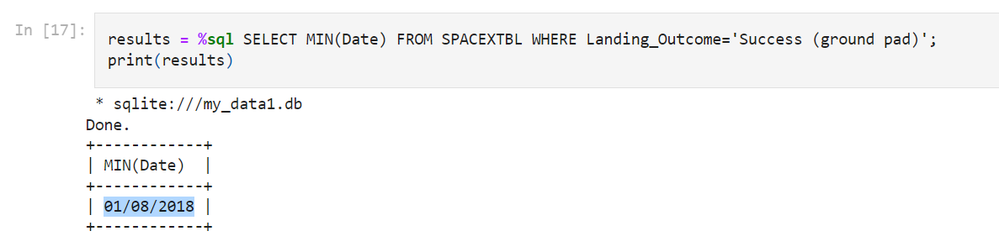 In [17]:
results = %sql SELECT MIN(Date) FROM SPACEXTBL WHERE Landing_Outcome='Success (ground pad)';
print(results)
* sqlite:///my_data1.db
Done.
+------------+
| MIN(Date)  |
+------------+
| 01/08/2018 |
+------------+